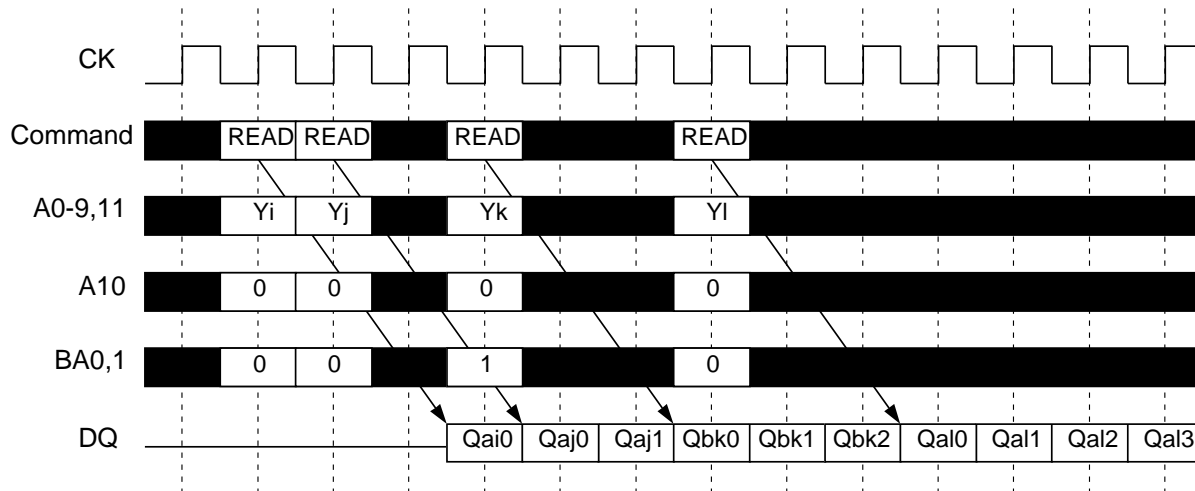 CK
Command READ READ READ READ
A0-9,11 Yi Yj Yk Yl
A10 0 0 0 0
BA0,1 0 0 1 0
DQ Qai0 Qaj0 Qaj1 Qbk0 Qbk1 Qbk2 Qal0 Qal1 Qal2 Qal3